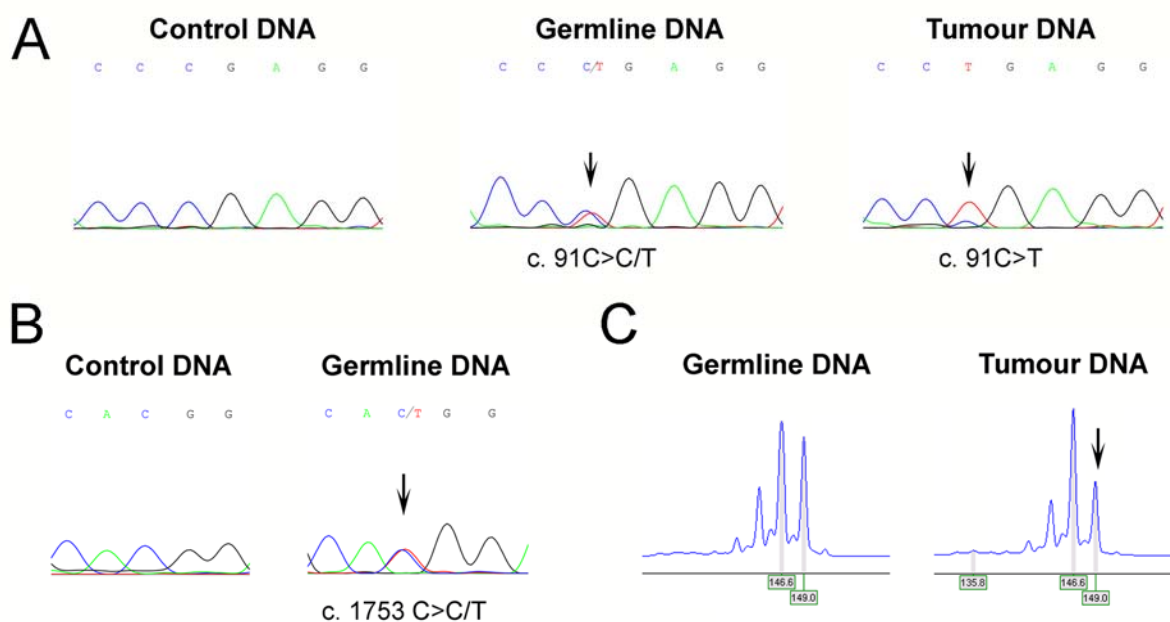 A
Control DNA
Germline DNA
Tumour DNA
C C C G A G G
C C C/T G A G G
C C T G A G G
c. 91C>C/T
c. 91C>T
B
Control DNA
Germline DNA
C A C G G
C A C/T G G
c. 1753 C>C/T
C
Germline DNA
Tumour DNA
146.6
149.0
135.8
146.6
149.0